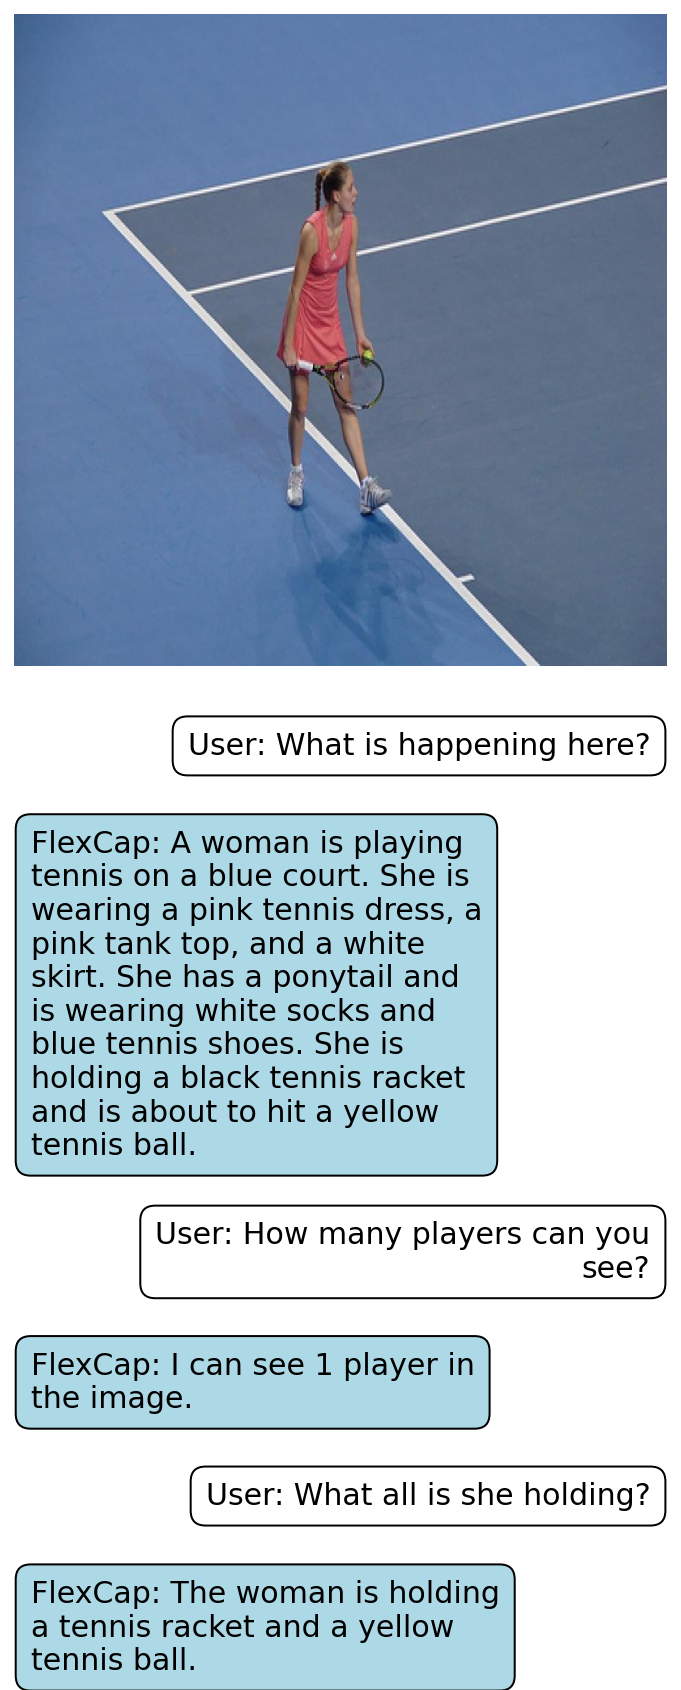 User: What is happening here?
FlexCap: A woman is playing
tennis on a blue court. She is
wearing a pink tennis dress, a
pink tank top, and a white
skirt. She has a ponytail and
is wearing white socks and
blue tennis shoes. She is
holding a black tennis racket
and is about to hit a yellow
tennis ball.
User: How many players can you
see?
FlexCap: I can see 1 player in
the image.
User: What all is she holding?
FlexCap: The woman is holding
a tennis racket and a yellow
tennis ball.